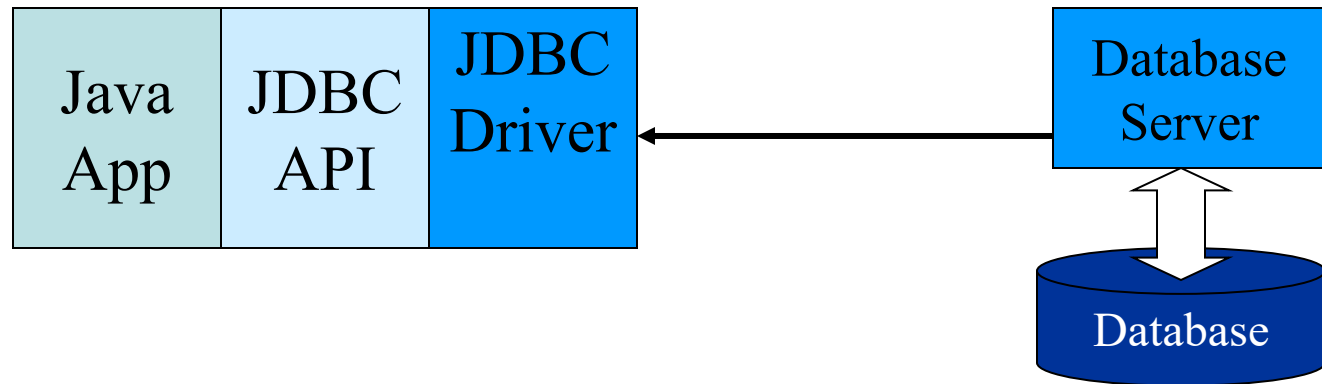 Java
App
JDBC
API
JDBC
Driver
Database
Server
Database